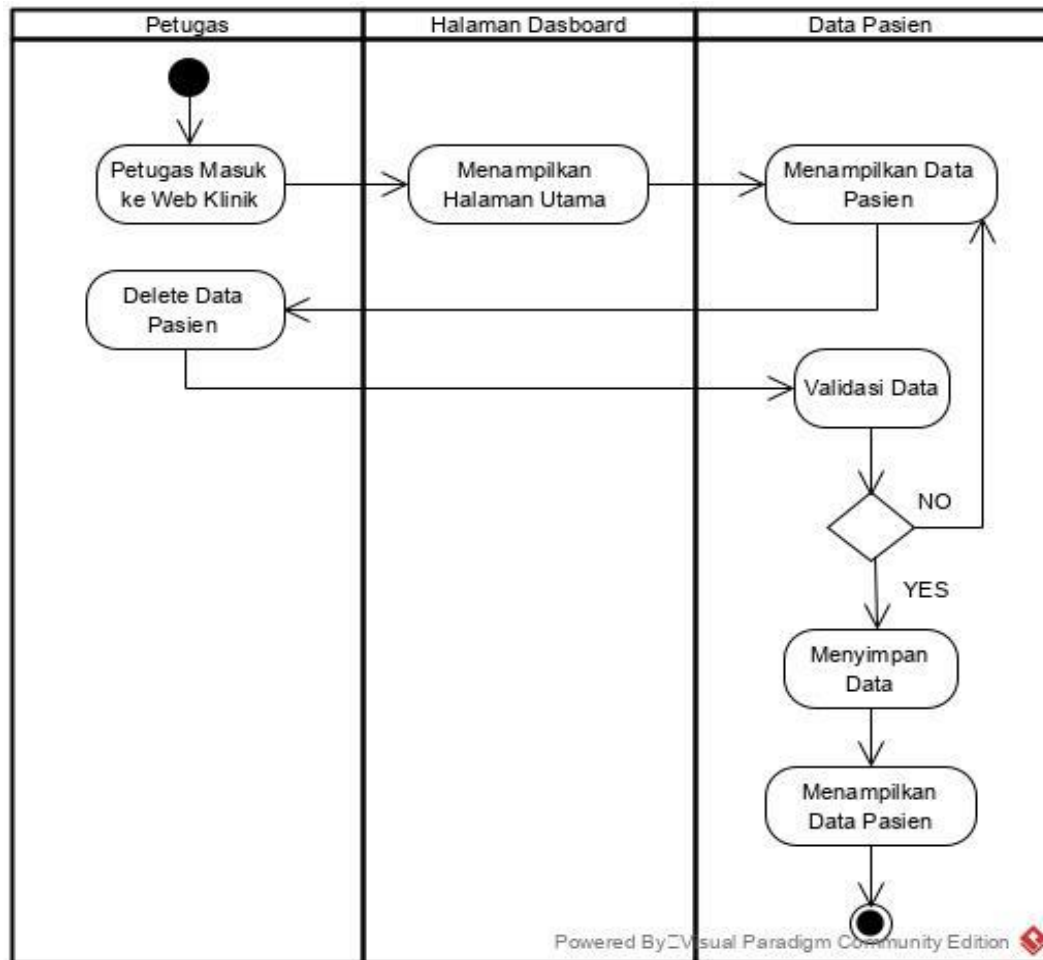 Petugas
Halaman Dasboard
Data Pasien
Petugas Masuk
ke Web Klinik
Menampilkan
Halaman Utama
Menampilkan Data
Pasien
Delete Data
Pasien
Validasi Data
NO
YES
Menyimpan
Data
Menampilkan
Data Pasien
Powered By Visual Paradigm Community Edition